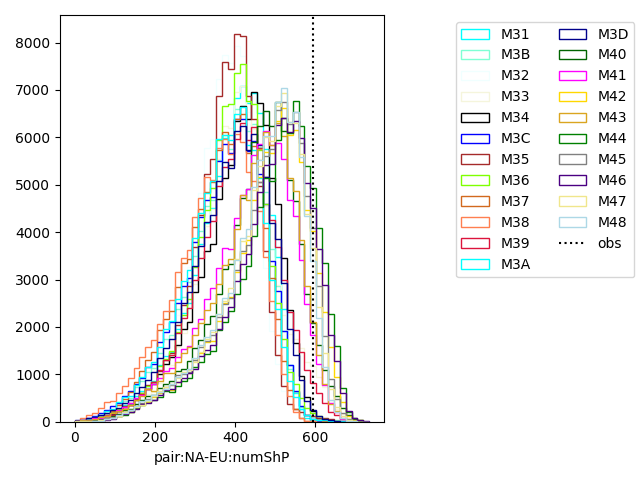 8000
7000
6000
5000
4000
3000
2000
1000
0
0 200 400 600
pair:NA-EU:numShP
M31
M3B
M32
M33
M34
M3C
M35
M36
M37
M38
M39
M3A
M3D
M40
M41
M42
M43
M44
M45
M46
M47
M48
obs